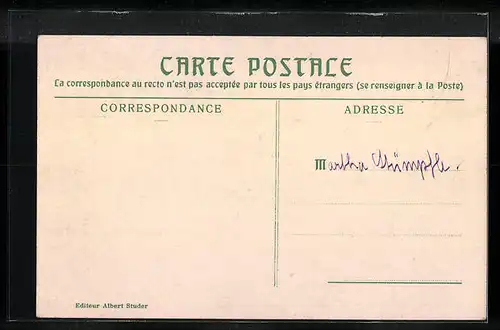 CARTE POSTALE
La correspondance au recto n'est pas acceptée par tous les pays étrangers (se renseigner à la Poste)
CORRESPONDANCE
ADRESSE
Martha Stümpfle.
Editeur Albert Studer